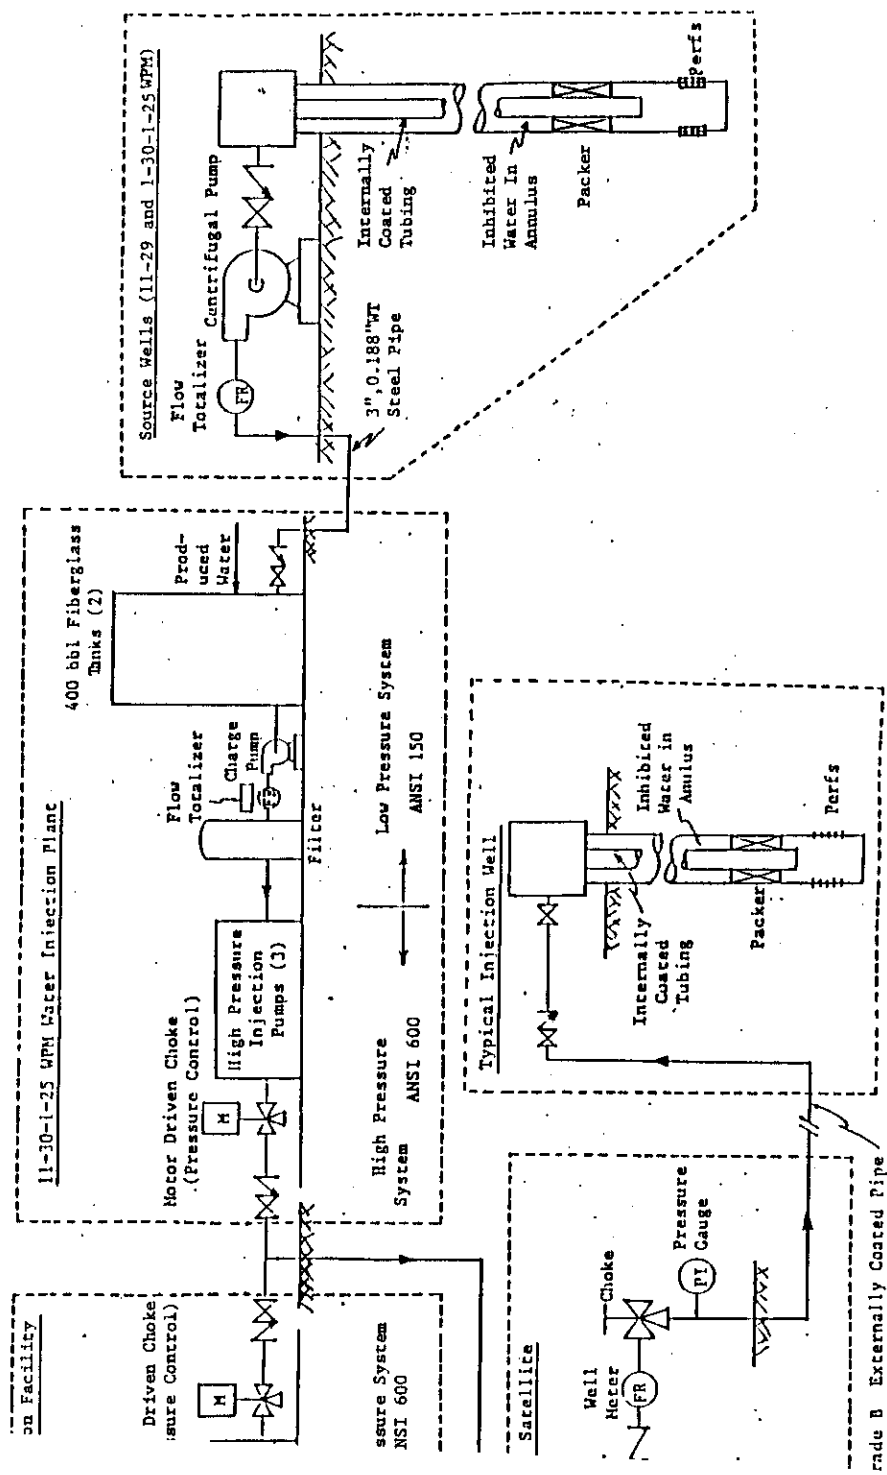 Source Wells (11-29 and 1-30-1-25 WPM)
Flow
Totalizer
Centrifugal Pump
FR
Internally
Coated
Tubing
Inhibited
Water In
Annulus
Packer
Perfs
3", 0.188"WT
Steel Pipe
11-30-1-25 WPM Water Injection Plant
400 bbl Fiberglass
Tanks (2)
Prod-
uced
Water
Flow
Totalizer
Charge
Pump
Filter
High Pressure
Injection
Pumps (3)
Motor Driven Choke
(Pressure Control)
M
High Pressure
System
ANSI 600
Low Pressure System
ANSI 150
on Facility
Driven Choke
sure Control)
M
ssure System
NSI 600
Typical Injection Well
Internally
Coated
Tubing
Inhibited
Water in
Anulus
Packer
Perfs
Satellite
Well
Meter
FR
Choke
PI
Pressure
Gauge
rade B Externally Coated Pipe